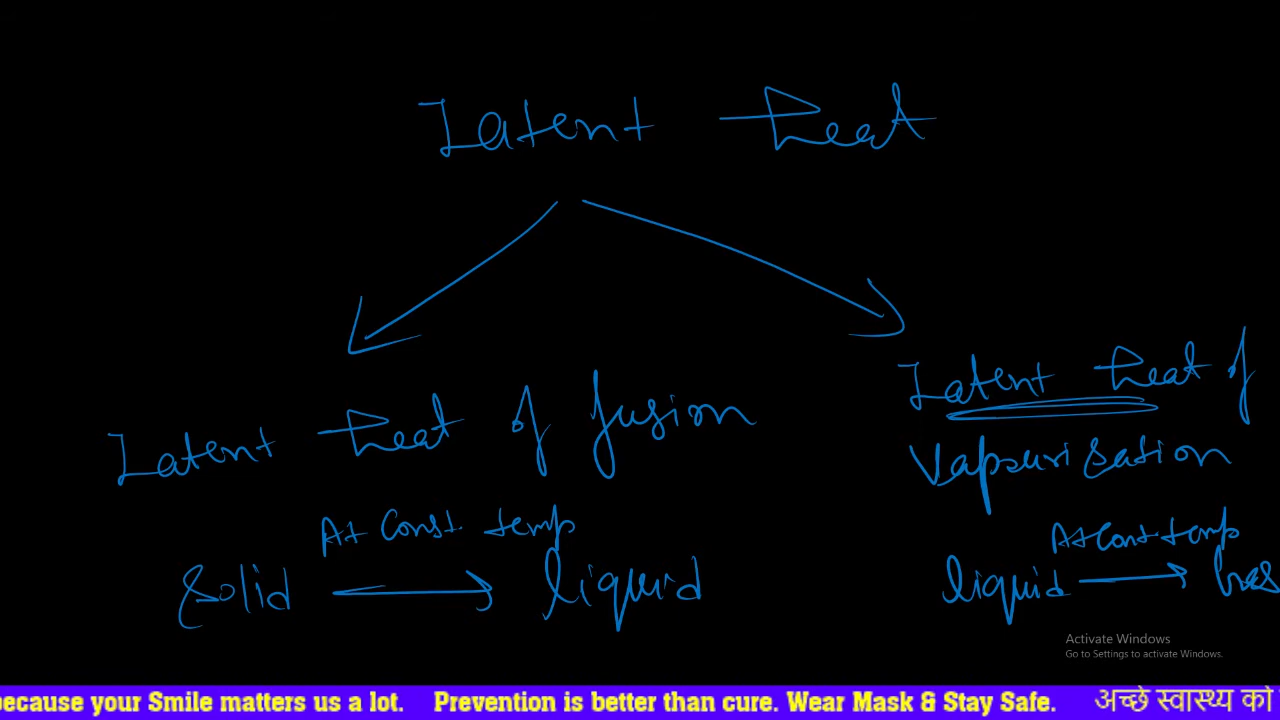 Latent Heat
Latent Heat of fusion
At Const. temp
Solid → liquid
Latent Heat of
Vapourisation
At Const. temp
liquid → Gas
Activate Windows
Go to Settings to activate Windows.
because your Smile matters us a lot. Prevention is better than cure. Wear Mask & Stay Safe. अच्छे स्वास्थ्य को